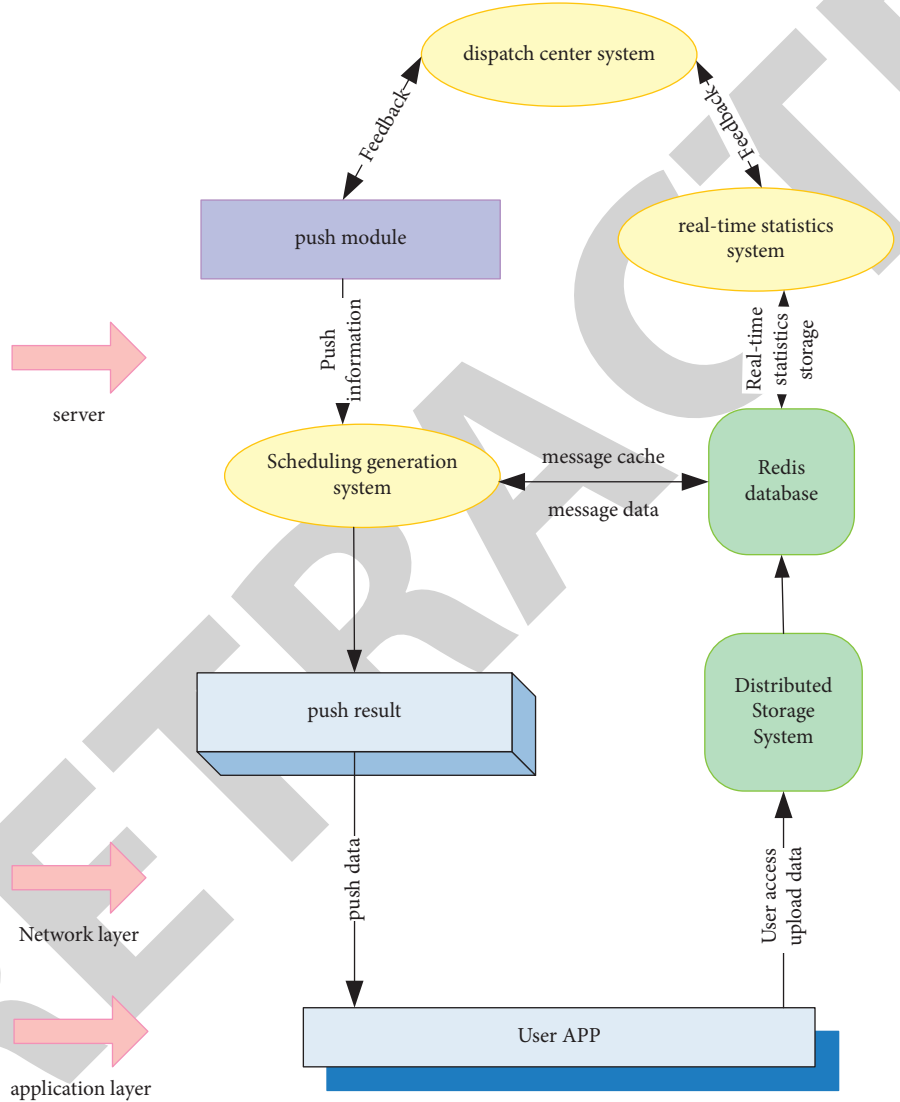 dispatch center system
Feedback
Feedback
push module
real-time statistics
system
Push
information
Real-time
statistics
storage
server
Scheduling generation
system
message cache
message data
Redis
database
push result
Distributed
Storage
System
push data
User access
upload data
Network layer
User APP
application layer
RETRACTE